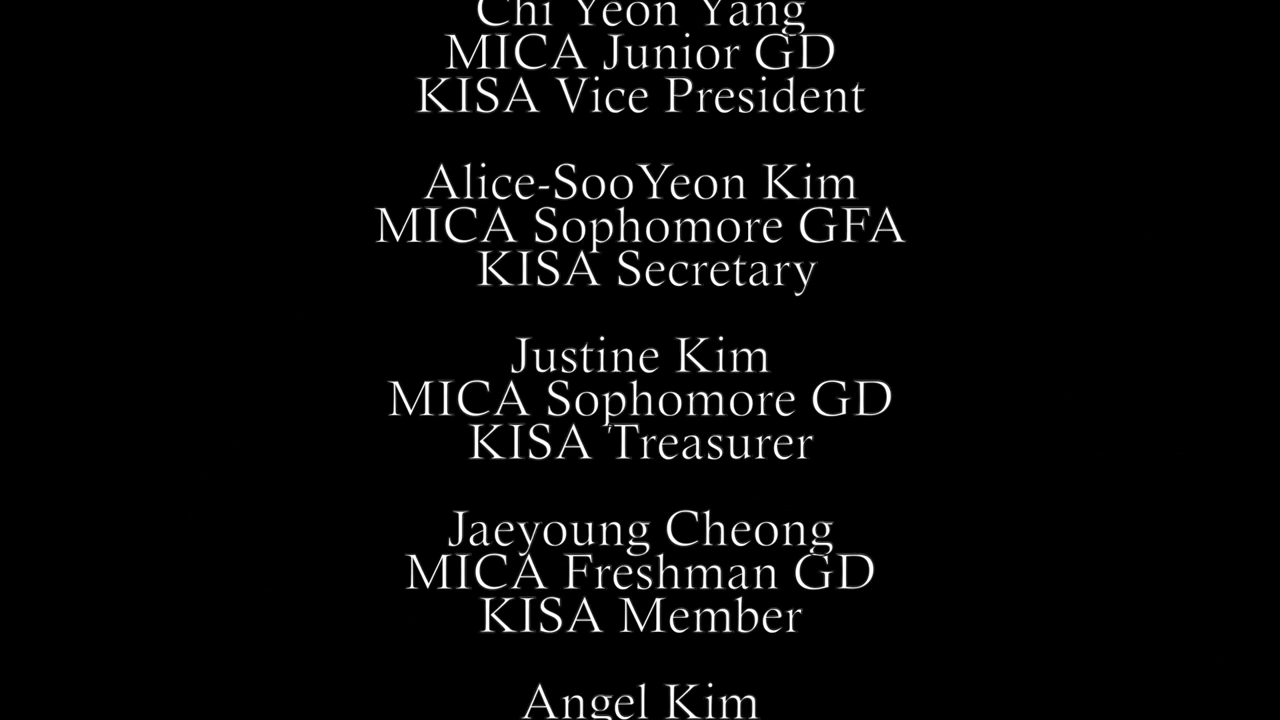 Chi Yeon Yang
MICA Junior GD
KISA Vice President
Alice-SooYeon Kim
MICA Sophomore GFA
KISA Secretary
Justine Kim
MICA Sophomore GD
KISA Treasurer
Jaeyoung Cheong
MICA Freshman GD
KISA Member
Angel Kim